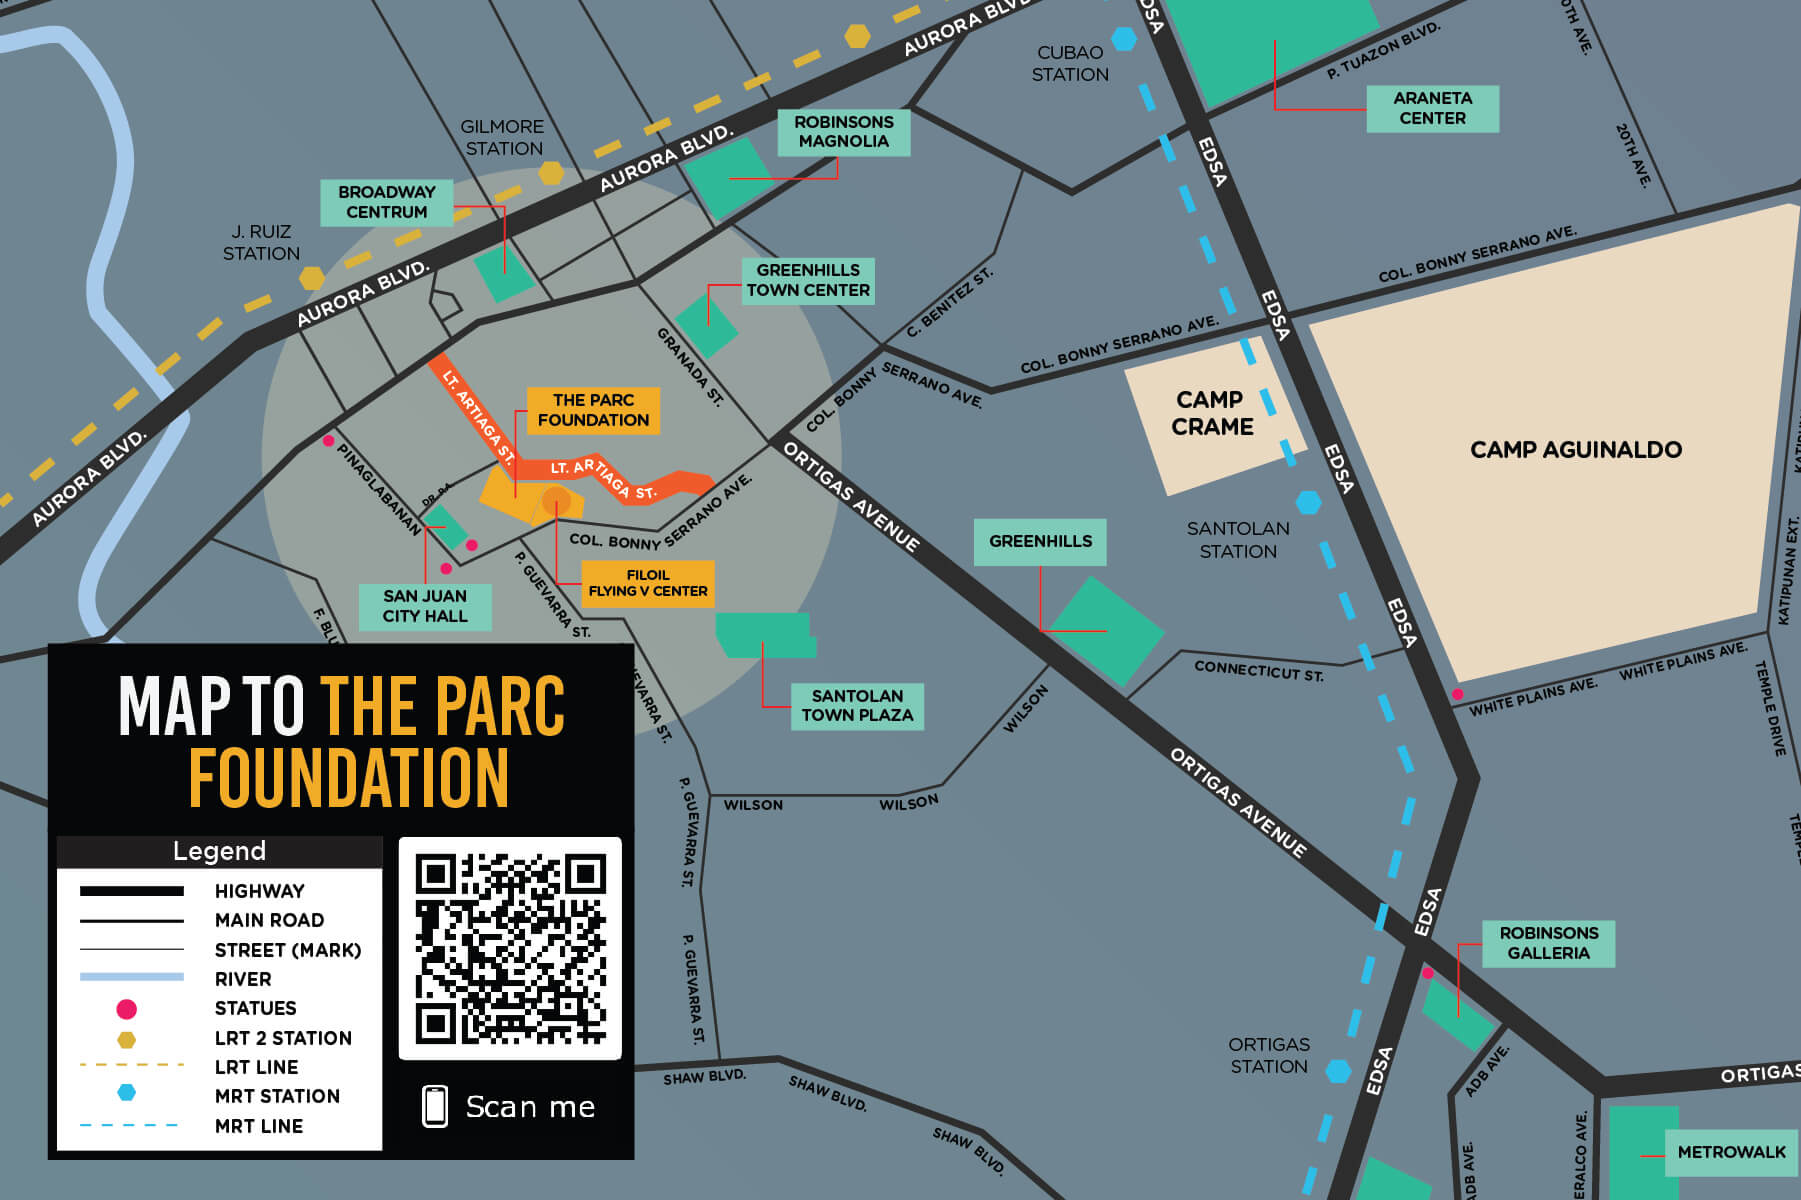 AURORA BLVD.
EDSA
CUBAO
STATION
P. TUAZON BLVD.
ARANETA
CENTER
20TH AVE.
GILMORE
STATION
ROBINSONS
MAGNOLIA
AURORA BLVD.
EDSA
BROADWAY
CENTRUM
J. RUIZ
STATION
AURORA BLVD.
GREENHILLS
TOWN CENTER
C. BENITEZ ST.
COL. BONNY SERRANO AVE.
EDSA
COL. BONNY SERRANO AVE.
GRANADA ST.
COL. BONNY SERRANO AVE.
LT. ARTIAGA ST.
THE PARC
FOUNDATION
CAMP
CRAME
CAMP AGUINALDO
EDSA
AURORA BLVD.
PINAGLABANAN
LT. ARTIAGA ST.
ORTIGAS AVENUE
COL. BONNY SERRANO AVE.
SANTOLAN
STATION
GREENHILLS
KATIPUNAN EXT.
P. GUEVARRA ST.
FILOIL
FLYING V CENTER
SAN JUAN
CITY HALL
EDSA
CONNECTICUT ST.
WHITE PLAINS AVE.
WHITE PLAINS AVE.
TEMPLE DRIVE
SANTOLAN
TOWN PLAZA
WILSON
WILSON
WILSON
P. GUEVARRA ST.
P. GUEVARRA ST.
ORTIGAS AVENUE
EDSA
ROBINSONS
GALLERIA
ORTIGAS
STATION
EDSA
ADB AVE.
ORTIGAS
ADB AVE.
METROWALK
SHAW BLVD.
SHAW BLVD.
SHAW BLVD.
MAP TO THE PARC
FOUNDATION
Legend
HIGHWAY
MAIN ROAD
STREET (MARK)
RIVER
STATUES
LRT 2 STATION
LRT LINE
MRT STATION
MRT LINE
Scan me